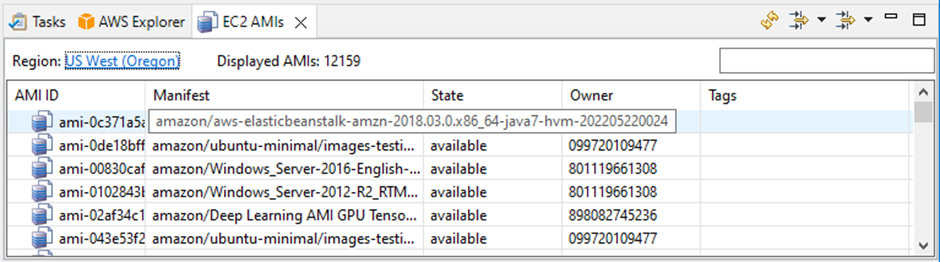 Tasks AWS Explorer EC2 AMIs
Region: US West (Oregon) Displayed AMIs: 12159
AMI ID Manifest State Owner Tags
ami-0c371a5a amazon/aws-elasticbeanstalk-amzn-2018.03.0.x86_64-java7-hvm-202205220024
ami-0de18bff amazon/ubuntu-minimal/images-testi... available 099720109477
ami-00830caf amazon/Windows_Server-2016-English-... available 801119661308
ami-0102843b amazon/Windows_Server-2012-R2_RTM... available 801119661308
ami-02af34c1 amazon/Deep Learning AMI GPU Tenso... available 898082745236
ami-043e53f2 amazon/ubuntu-minimal/images-testi... available 099720109477